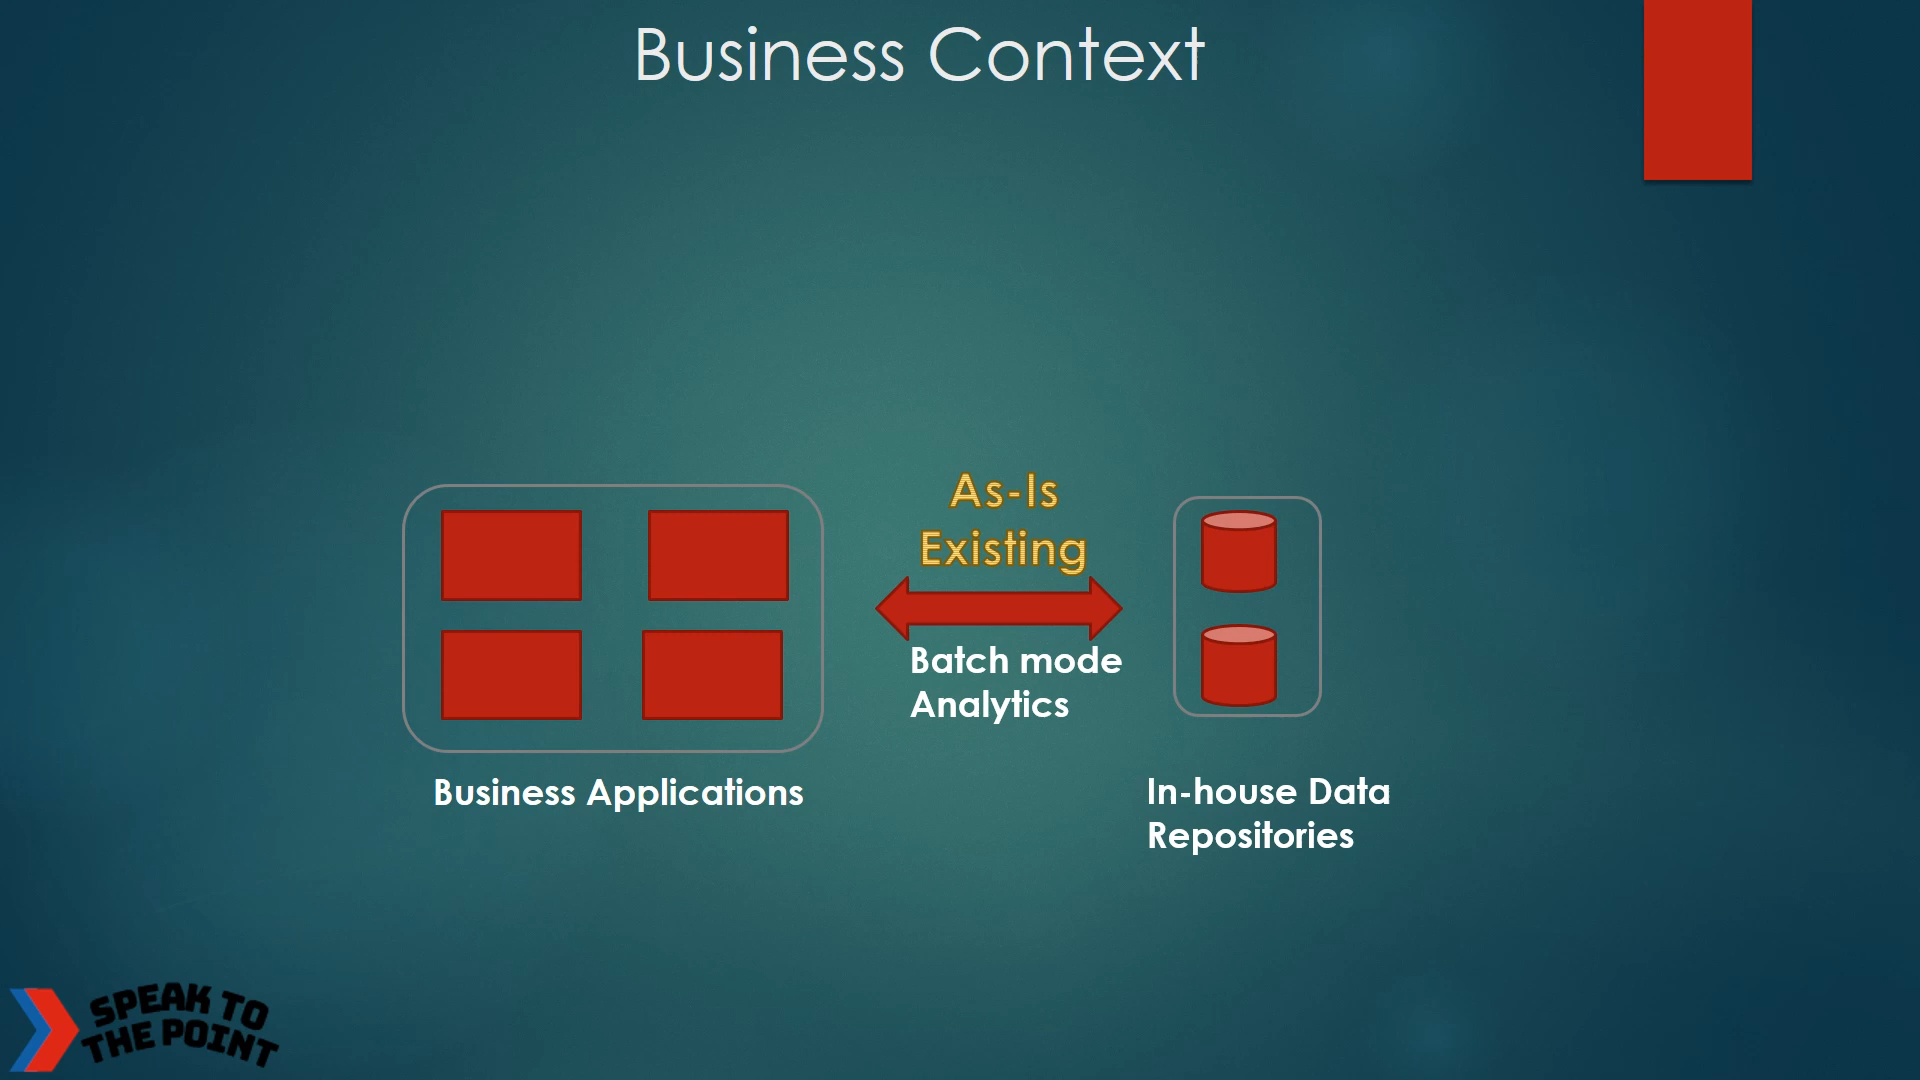 Business Context
As-Is
Existing
Batch mode
Analytics
Business Applications
In-house Data
Repositories
SPEAK TO
THE POINT